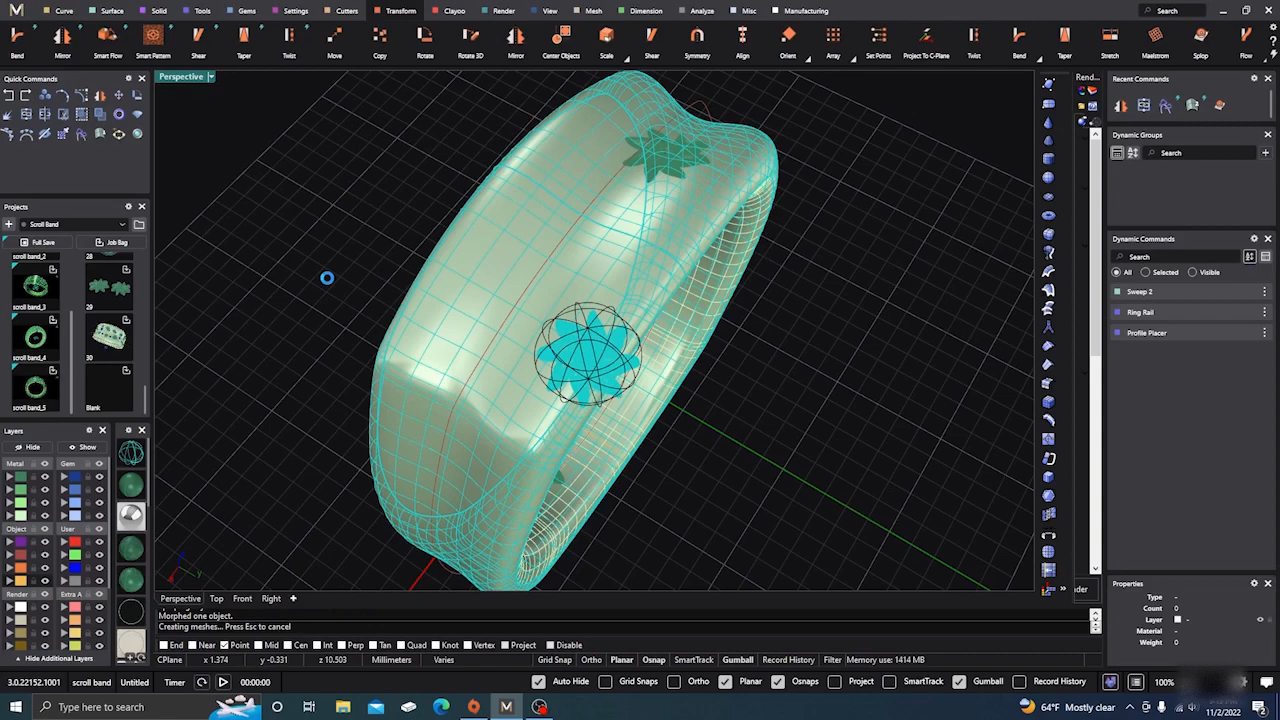 Curve Surface Solid Tools Gems Settings Cutters Transform Clayoo Render View Mesh Dimension Analyze Misc Manufacturing Search
Bend Mirror Smart Flow Smart Pattern Shear Taper Twist Move Copy Rotate Rotate 3D Mirror Center Objects Scale Shear Symmetry Align Orient Array Set Points Project To C-Plane Twist Bend Taper Stretch Maelstrom Splop Flow
Quick Commands
Perspective
Rend...
Recent Commands
Dynamic Groups
Search
Projects
Scroll Band
Full Save Job Bag
scroll band_2 28
scroll band_3 29
scroll band_4 30
scroll band_5 Blank
Dynamic Commands
Search
All Selected Visible
Sweep 2
Ring Rail
Profile Placer
Layers
Hide Show
Metal Gem
Object User
Render Extra A
Hide Additional Layers
Properties
Type -
Count 0
Layer -
Material -
Weight 0
z
y
der
Perspective Top Front Right
Morphed one object.
Creating meshes... Press Esc to cancel
End Near Point Mid Cen Int Perp Tan Quad Knot Vertex Project Disable
CPlane x 1.374 y -0.331 z 10.503 Millimeters Varies Grid Snap Ortho Planar Osnap SmartTrack Gumball Record History Filter Memory use: 1414 MB
3.0.22152.1001 scroll band Untitled Timer 00:00:00 Auto Hide Grid Snaps Ortho Planar Osnaps Project SmartTrack Gumball Record History 100%
Type here to search 64°F Mostly clear 11/2/2022